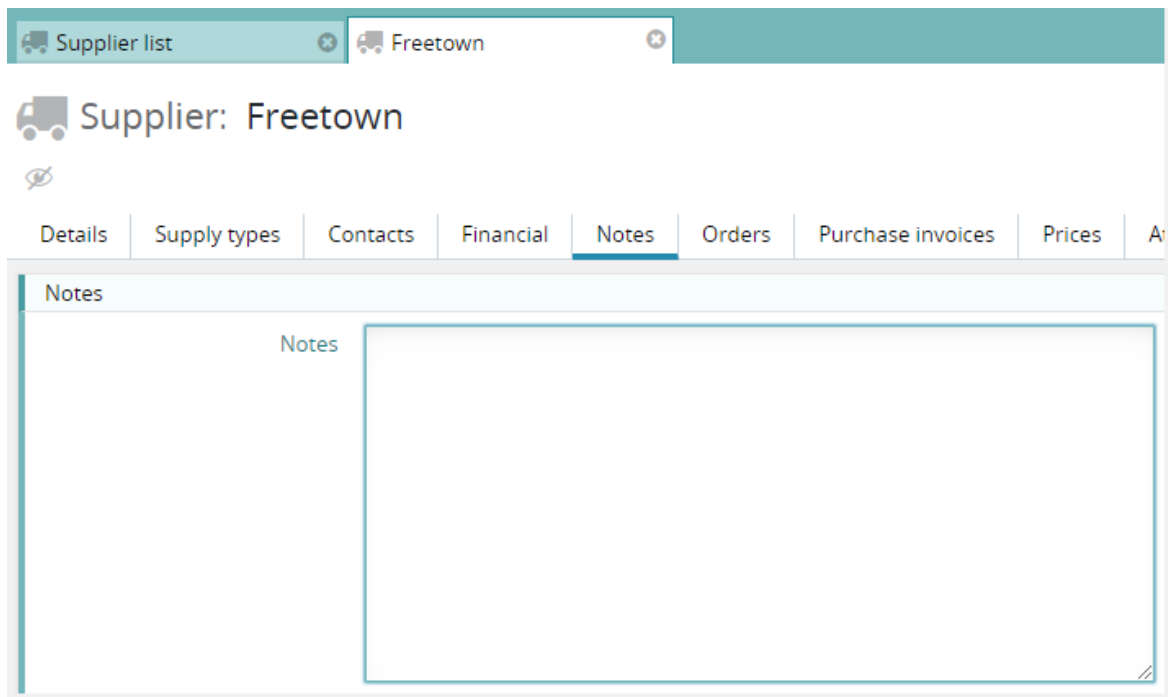 Supplier list Freetown
Supplier: Freetown
Details Supply types Contacts Financial Notes Orders Purchase invoices Prices
Notes
Notes